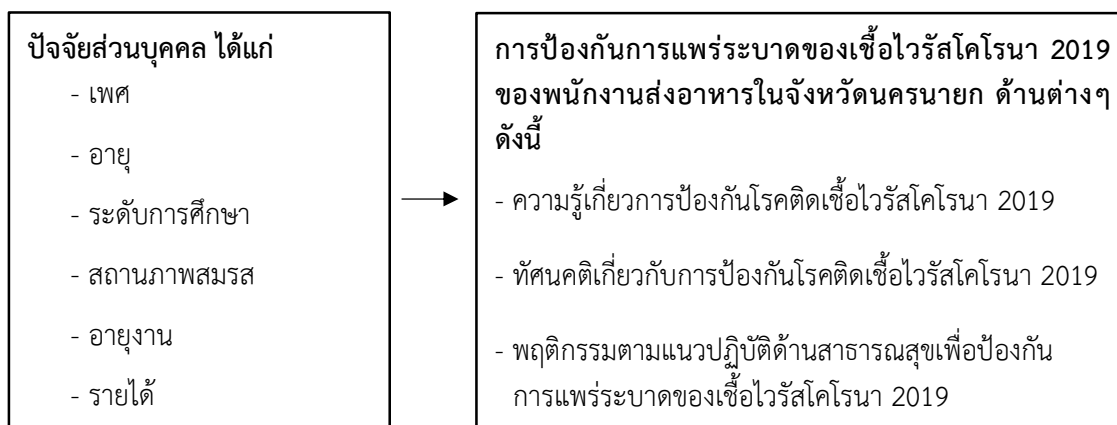 ปัจจัยส่วนบุคคล ได้แก่
- เพศ
- อายุ
- ระดับการศึกษา
- สถานภาพสมรส
- อายุงาน
- รายได้
การป้องกันการแพร่ระบาดของเชื้อไวรัสโคโรนา 2019
ของพนักงานส่งอาหารในจังหวัดนครนายก ด้านต่างๆ
ดังนี้
- ความรู้เกี่ยวการป้องกันโรคติดเชื้อไวรัสโคโรนา 2019
- ทัศนคติเกี่ยวกับการป้องกันโรคติดเชื้อไวรัสโคโรนา 2019
- พฤติกรรมตามแนวปฏิบัติด้านสาธารณสุขเพื่อป้องกัน
การแพร่ระบาดของเชื้อไวรัสโคโรนา 2019